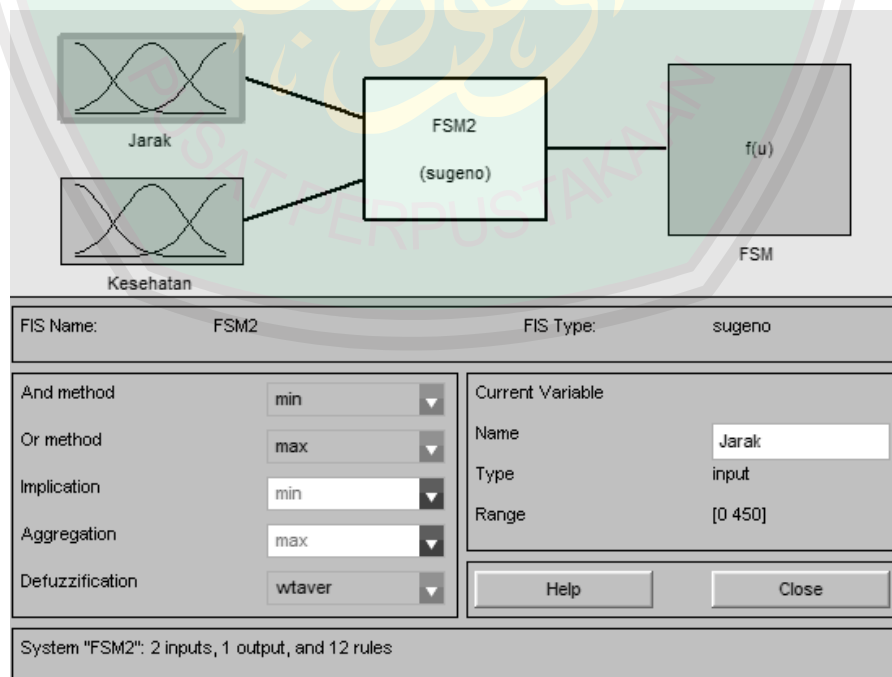 Jarak
Kesehatan
FSM2
(sugeno)
f(u)
FSM
PUSAT PERPUSTAKAAN
FIS Name: FSM2 FIS Type: sugeno
And method min
Or method max
Implication min
Aggregation max
Defuzzification wtaver
Current Variable
Name Jarak
Type input
Range [0 450]
Help Close
System "FSM2": 2 inputs, 1 output, and 12 rules